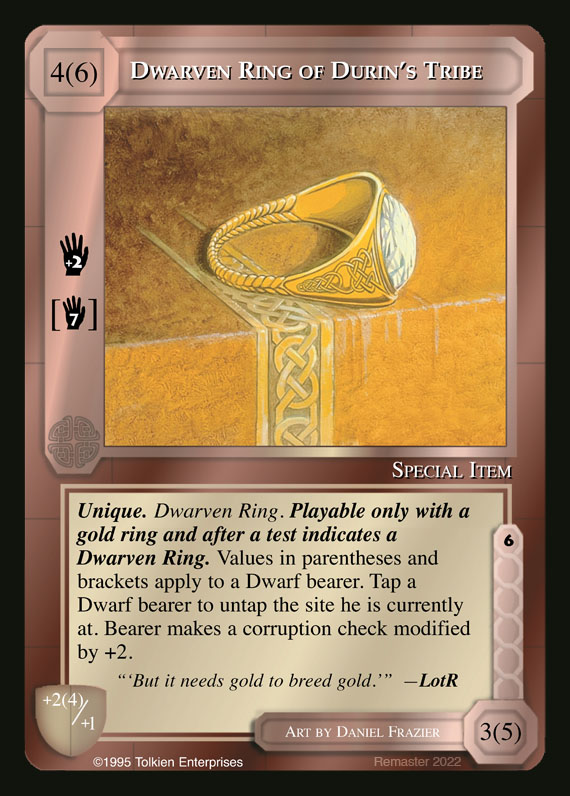 4(6)
Dwarven Ring of Durin's Tribe
+2
[7]
Special Item
Unique. Dwarven Ring. Playable only with a
gold ring and after a test indicates a
Dwarven Ring. Values in parentheses and
brackets apply to a Dwarf bearer. Tap a
Dwarf bearer to untap the site he is currently
at. Bearer makes a corruption check modified
by +2.
6
“‘But it needs gold to breed gold.’” —LotR
+2(4)/+1
Art by Daniel Frazier
3(5)
©1995 Tolkien Enterprises
Remaster 2022